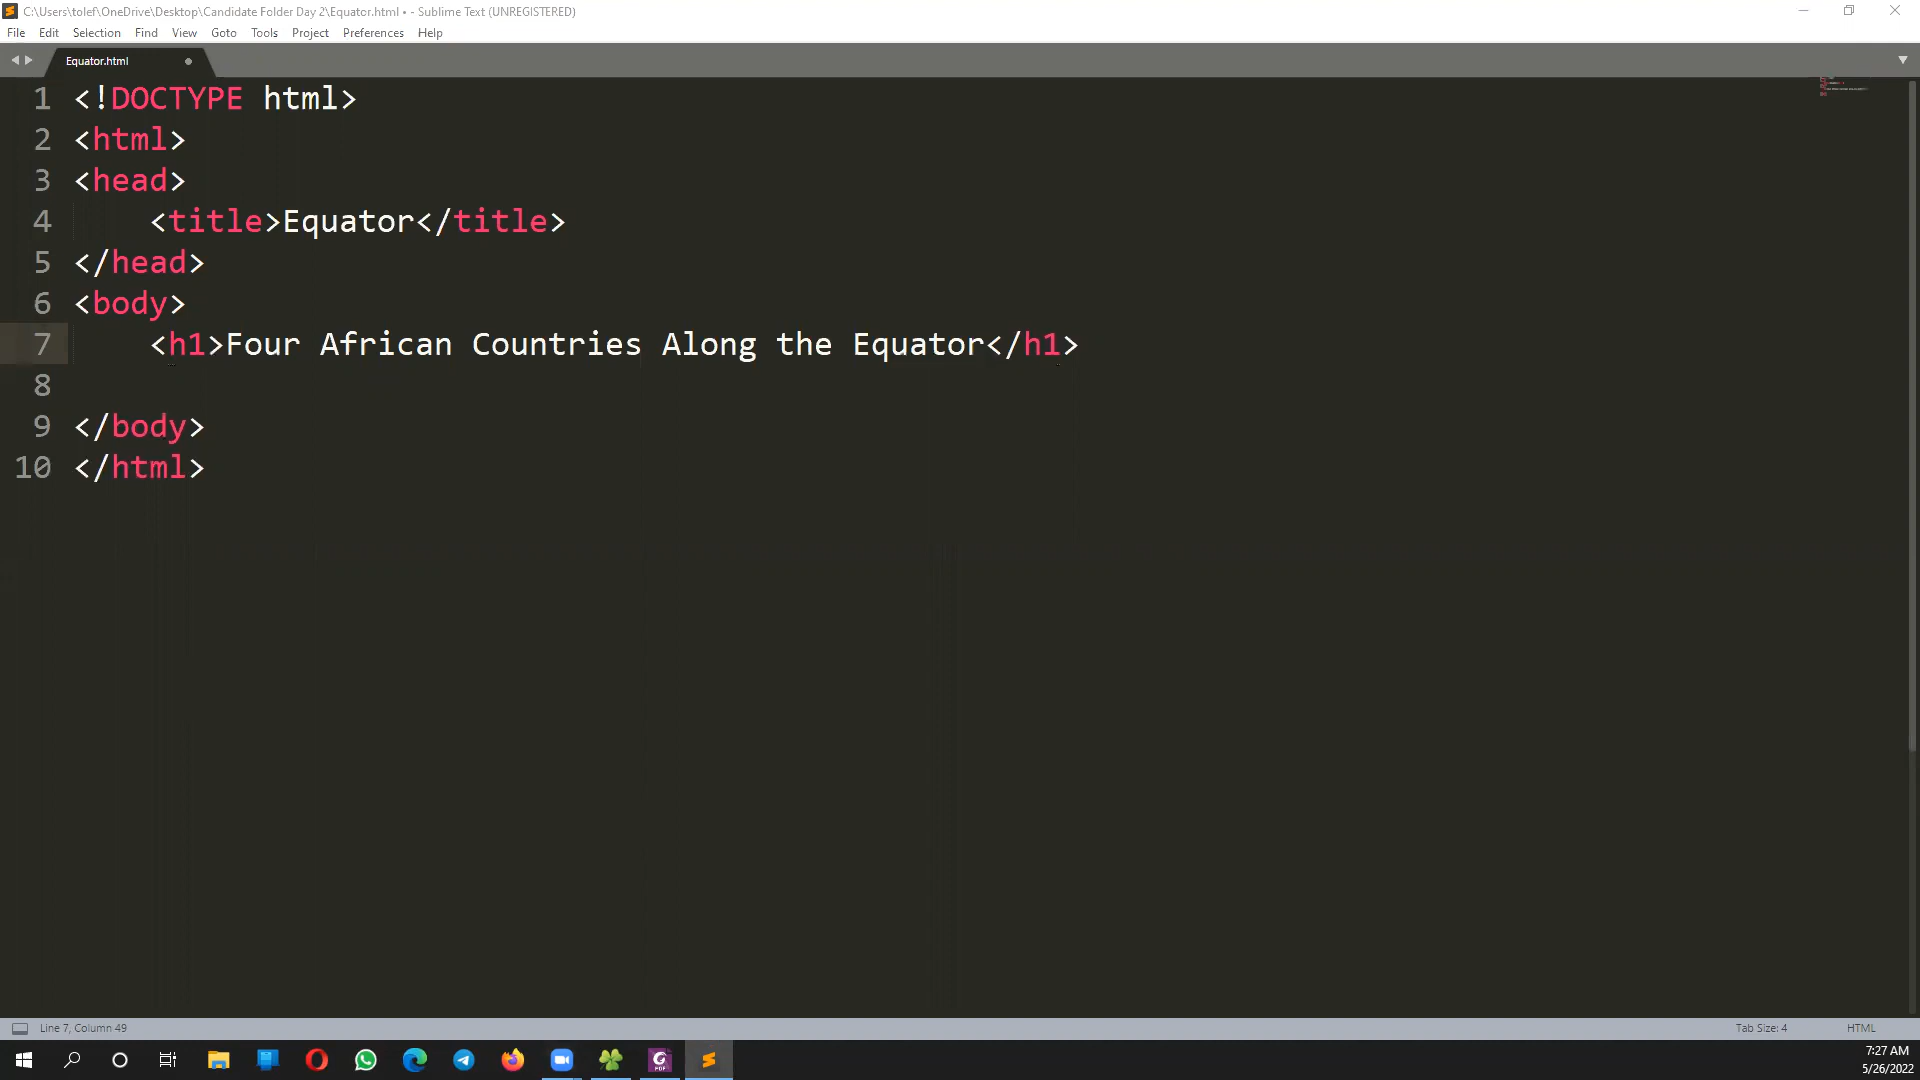 C:\Users\tolef\OneDrive\Desktop\Candidate Folder Day 2\Equator.html • - Sublime Text (UNREGISTERED)
File Edit Selection Find View Goto Tools Project Preferences Help
Equator.html
1 <!DOCTYPE html>
2 <html>
3 <head>
4 <title>Equator</title>
5 </head>
6 <body>
7 <h1>Four African Countries Along the Equator</h1>
8
9 </body>
10 </html>
Line 7, Column 49 Tab Size: 4 HTML
PDF
7:27 AM
5/26/2022